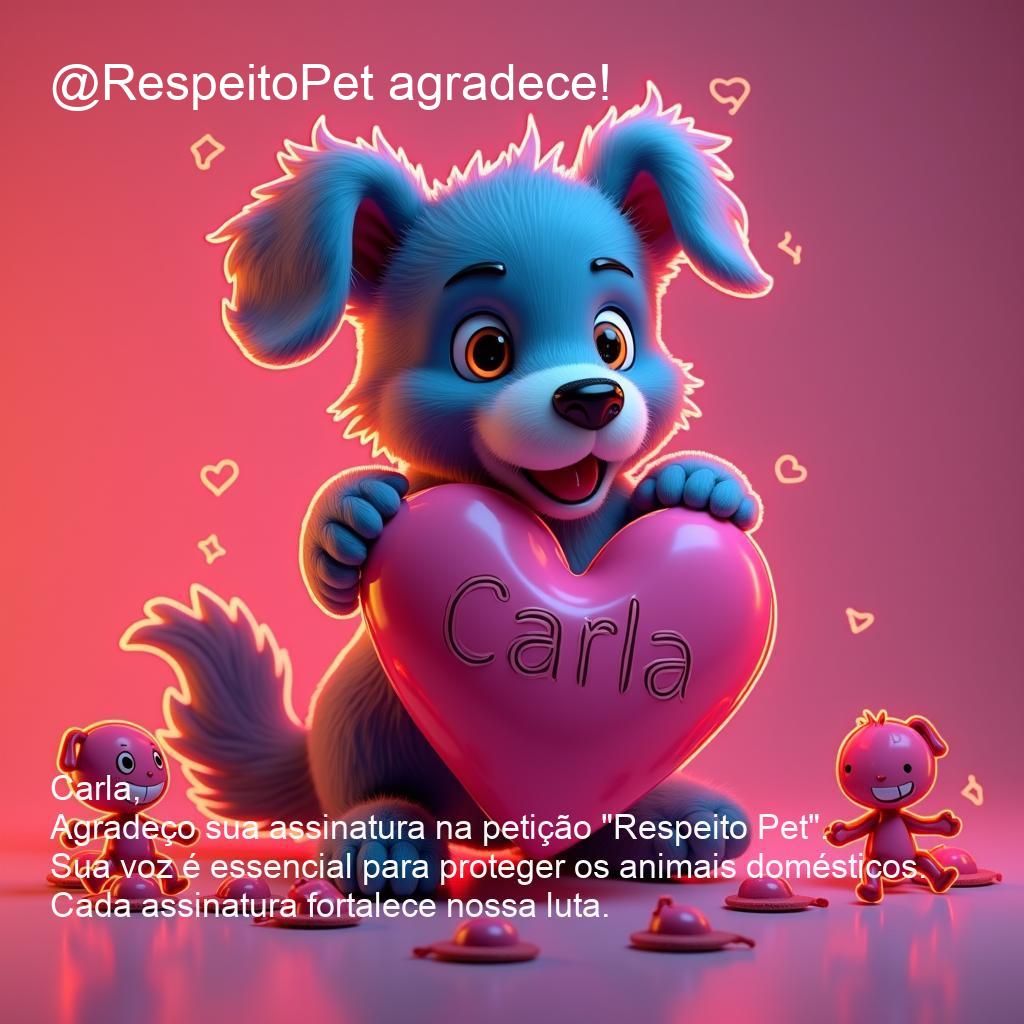 @RespeitoPet agradece!
Carla
Carla,
Agradeço sua assinatura na petição "Respeito Pet".
Sua voz é essencial para proteger os animais domésticos.
Cada assinatura fortalece nossa luta.